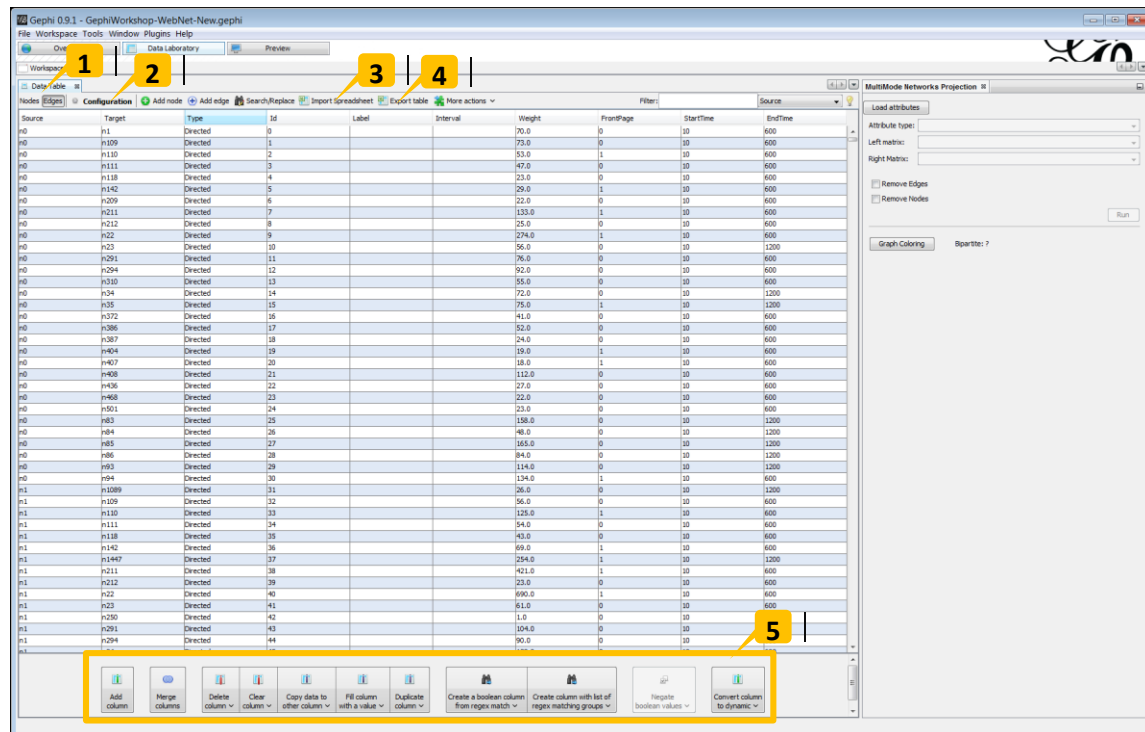 Gephi 0.9.1 - GephiWorkshop-WebNet-New.gephi
File Workspace Tools Window Plugins Help
Ove Data Laboratory Preview
Workspac
1 2 3 4
Data Table
Nodes Edges Configuration Add node Add edge Search/Replace Import Spreadsheet Export table More actions Filter: Source
Source Target Type Id Label Interval Weight FrontPage StartTime EndTime
n0 n1 Directed 0 70.0 0 10 600
n0 n109 Directed 1 73.0 0 10 600
n0 n110 Directed 2 53.0 1 10 600
n0 n111 Directed 3 47.0 0 10 600
n0 n118 Directed 4 23.0 0 10 600
n0 n142 Directed 5 29.0 1 10 600
n0 n209 Directed 6 22.0 0 10 600
n0 n211 Directed 7 133.0 1 10 600
n0 n212 Directed 8 25.0 0 10 600
n0 n22 Directed 9 274.0 1 10 600
n0 n23 Directed 10 56.0 0 10 1200
n0 n291 Directed 11 76.0 0 10 600
n0 n294 Directed 12 92.0 0 10 600
n0 n310 Directed 13 55.0 0 10 600
n0 n34 Directed 14 72.0 0 10 1200
n0 n35 Directed 15 75.0 1 10 1200
n0 n372 Directed 16 41.0 0 10 600
n0 n386 Directed 17 52.0 0 10 600
n0 n387 Directed 18 24.0 0 10 600
n0 n404 Directed 19 19.0 1 10 600
n0 n407 Directed 20 18.0 1 10 600
n0 n408 Directed 21 112.0 0 10 600
n0 n436 Directed 22 27.0 0 10 600
n0 n468 Directed 23 22.0 0 10 600
n0 n501 Directed 24 23.0 0 10 600
n0 n83 Directed 25 158.0 0 10 1200
n0 n84 Directed 26 48.0 0 10 1200
n0 n85 Directed 27 165.0 0 10 1200
n0 n86 Directed 28 84.0 0 10 1200
n0 n93 Directed 29 114.0 0 10 1200
n0 n94 Directed 30 134.0 1 10 600
n1 n1089 Directed 31 26.0 0 10 1200
n1 n109 Directed 32 56.0 0 10 600
n1 n110 Directed 33 125.0 1 10 600
n1 n111 Directed 34 54.0 0 10 600
n1 n118 Directed 35 43.0 0 10 600
n1 n142 Directed 36 69.0 1 10 600
n1 n1447 Directed 37 254.0 1 10 1200
n1 n211 Directed 38 421.0 1 10 600
n1 n212 Directed 39 23.0 0 10 600
n1 n22 Directed 40 690.0 1 10 600
n1 n23 Directed 41 61.0 0 10 600
n1 n250 Directed 42 1.0 0 10
n1 n291 Directed 43 104.0 0 10
n1 n294 Directed 44 90.0 0 10
5
Add column
Merge columns
Delete column
Clear column
Copy data to other column
Fill column with a value
Duplicate column
Create a boolean column from regex match
Create column with list of regex matching groups
Negate boolean values
Convert column to dynamic
MultiMode Networks Projection
Load attributes
Attribute type:
Left matrix:
Right Matrix:
Remove Edges
Remove Nodes
Run
Graph Coloring Bipartite: ?